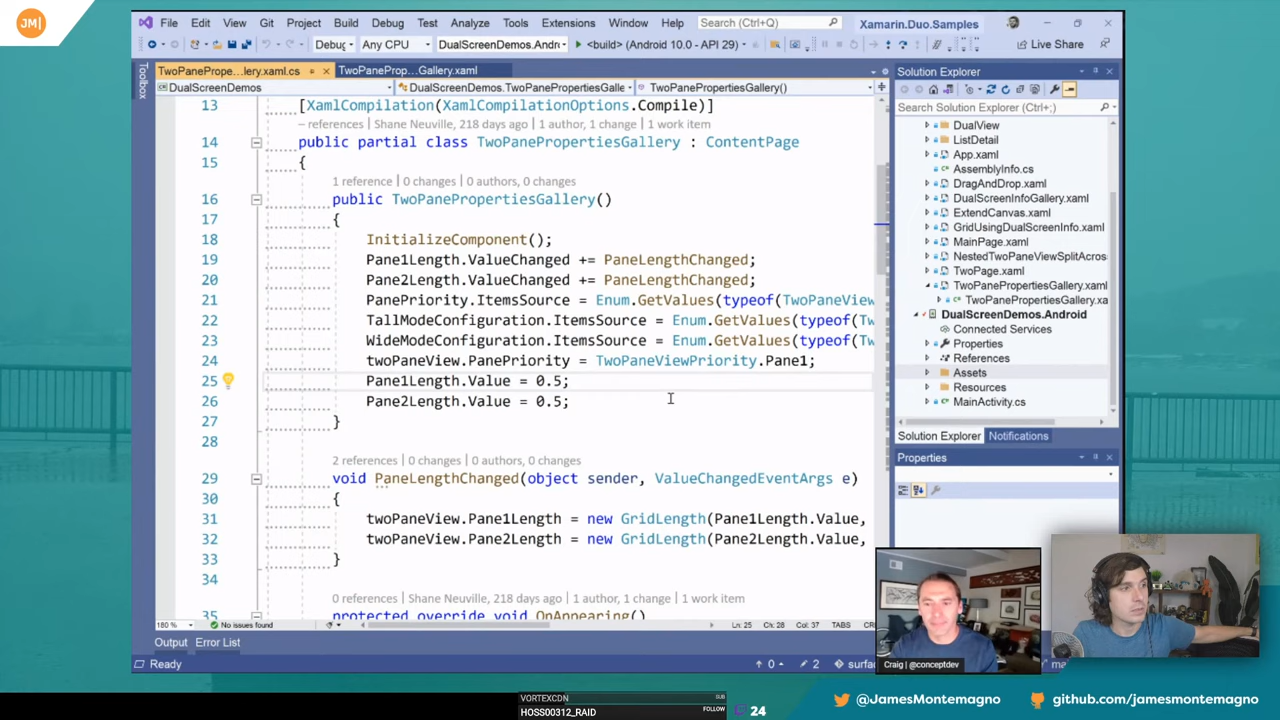 JM|
File Edit View Git Project Build Debug Test Analyze Tools Extensions Window Help Search (Ctrl+Q) Xamarin.Duo.Samples
Debug Any CPU DualScreenDemos.Andr <build> (Android 10.0 - API 29) Live Share
Toolbox
TwoPanePrope...lery.xaml.cs TwoPaneProp...Gallery.xaml
DualScreenDemos DualScreenDemos.TwoPanePropertiesGalle TwoPanePropertiesGallery()
13 [XamlCompilation(XamlCompilationOptions.Compile)]
– references | Shane Neuville, 218 days ago | 1 author, 1 change | 1 work item
14 public partial class TwoPanePropertiesGallery : ContentPage
15 {
1 reference | 0 changes | 0 authors, 0 changes
16 public TwoPanePropertiesGallery()
17 {
18 InitializeComponent();
19 Pane1Length.ValueChanged += PaneLengthChanged;
20 Pane2Length.ValueChanged += PaneLengthChanged;
21 PanePriority.ItemsSource = Enum.GetValues(typeof(TwoPaneView
22 TallModeConfiguration.ItemsSource = Enum.GetValues(typeof(Tw
23 WideModeConfiguration.ItemsSource = Enum.GetValues(typeof(Tw
24 twoPaneView.PanePriority = TwoPaneViewPriority.Pane1;
25 Pane1Length.Value = 0.5;
26 Pane2Length.Value = 0.5;
27 }
28
2 references | 0 changes | 0 authors, 0 changes
29 void PaneLengthChanged(object sender, ValueChangedEventArgs e)
30 {
31 twoPaneView.Pane1Length = new GridLength(Pane1Length.Value,
32 twoPaneView.Pane2Length = new GridLength(Pane2Length.Value,
33 }
34
0 references | Shane Neuville, 218 days ago | 1 author, 1 change | 1 work item
35 protected override void OnAppearing()
180 % No issues found Ln: 25 Ch: 28 Col: 37 TABS
Output Error List
Ready 0 2 surfa
Solution Explorer
Search Solution Explorer (Ctrl+;)
DualView
ListDetail
App.xaml
AssemblyInfo.cs
DragAndDrop.xaml
DualScreenInfoGallery.xaml
ExtendCanvas.xaml
GridUsingDualScreenInfo.xaml
MainPage.xaml
NestedTwoPaneViewSplitAcros
TwoPage.xaml
TwoPanePropertiesGallery.xaml
TwoPanePropertiesGallery.xa
DualScreenDemos.Android
Connected Services
Properties
References
Assets
Resources
MainActivity.cs
Solution Explorer Notifications
Properties
Craig | @conceptdev
VORTEXCDN SUB
HOSS00312_RAID FOLLOW
24
@JamesMontemagno github.com/jamesmontemagno